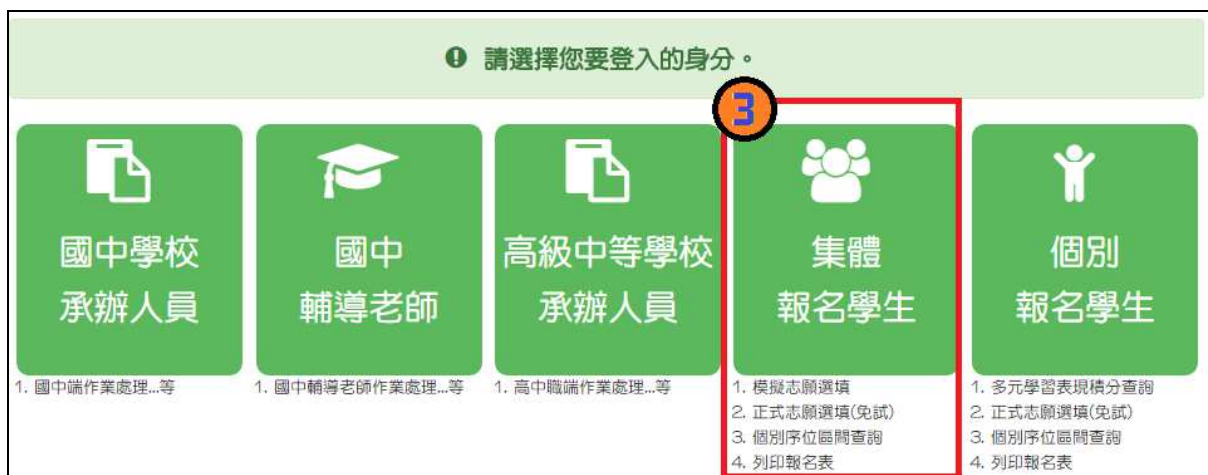 請選擇您要登入的身分。
3
國中學校
承辦人員
1. 國中端作業處理...等
國中
輔導老師
1. 國中輔導老師作業處理...等
高級中等學校
承辦人員
1. 高中職端作業處理...等
集體
報名學生
1. 模擬志願選填
2. 正式志願選填(免試)
3. 個別序位區間查詢
4. 列印報名表
個別
報名學生
1. 多元學習表現積分查詢
2. 正式志願選填(免試)
3. 個別序位區間查詢
4. 列印報名表